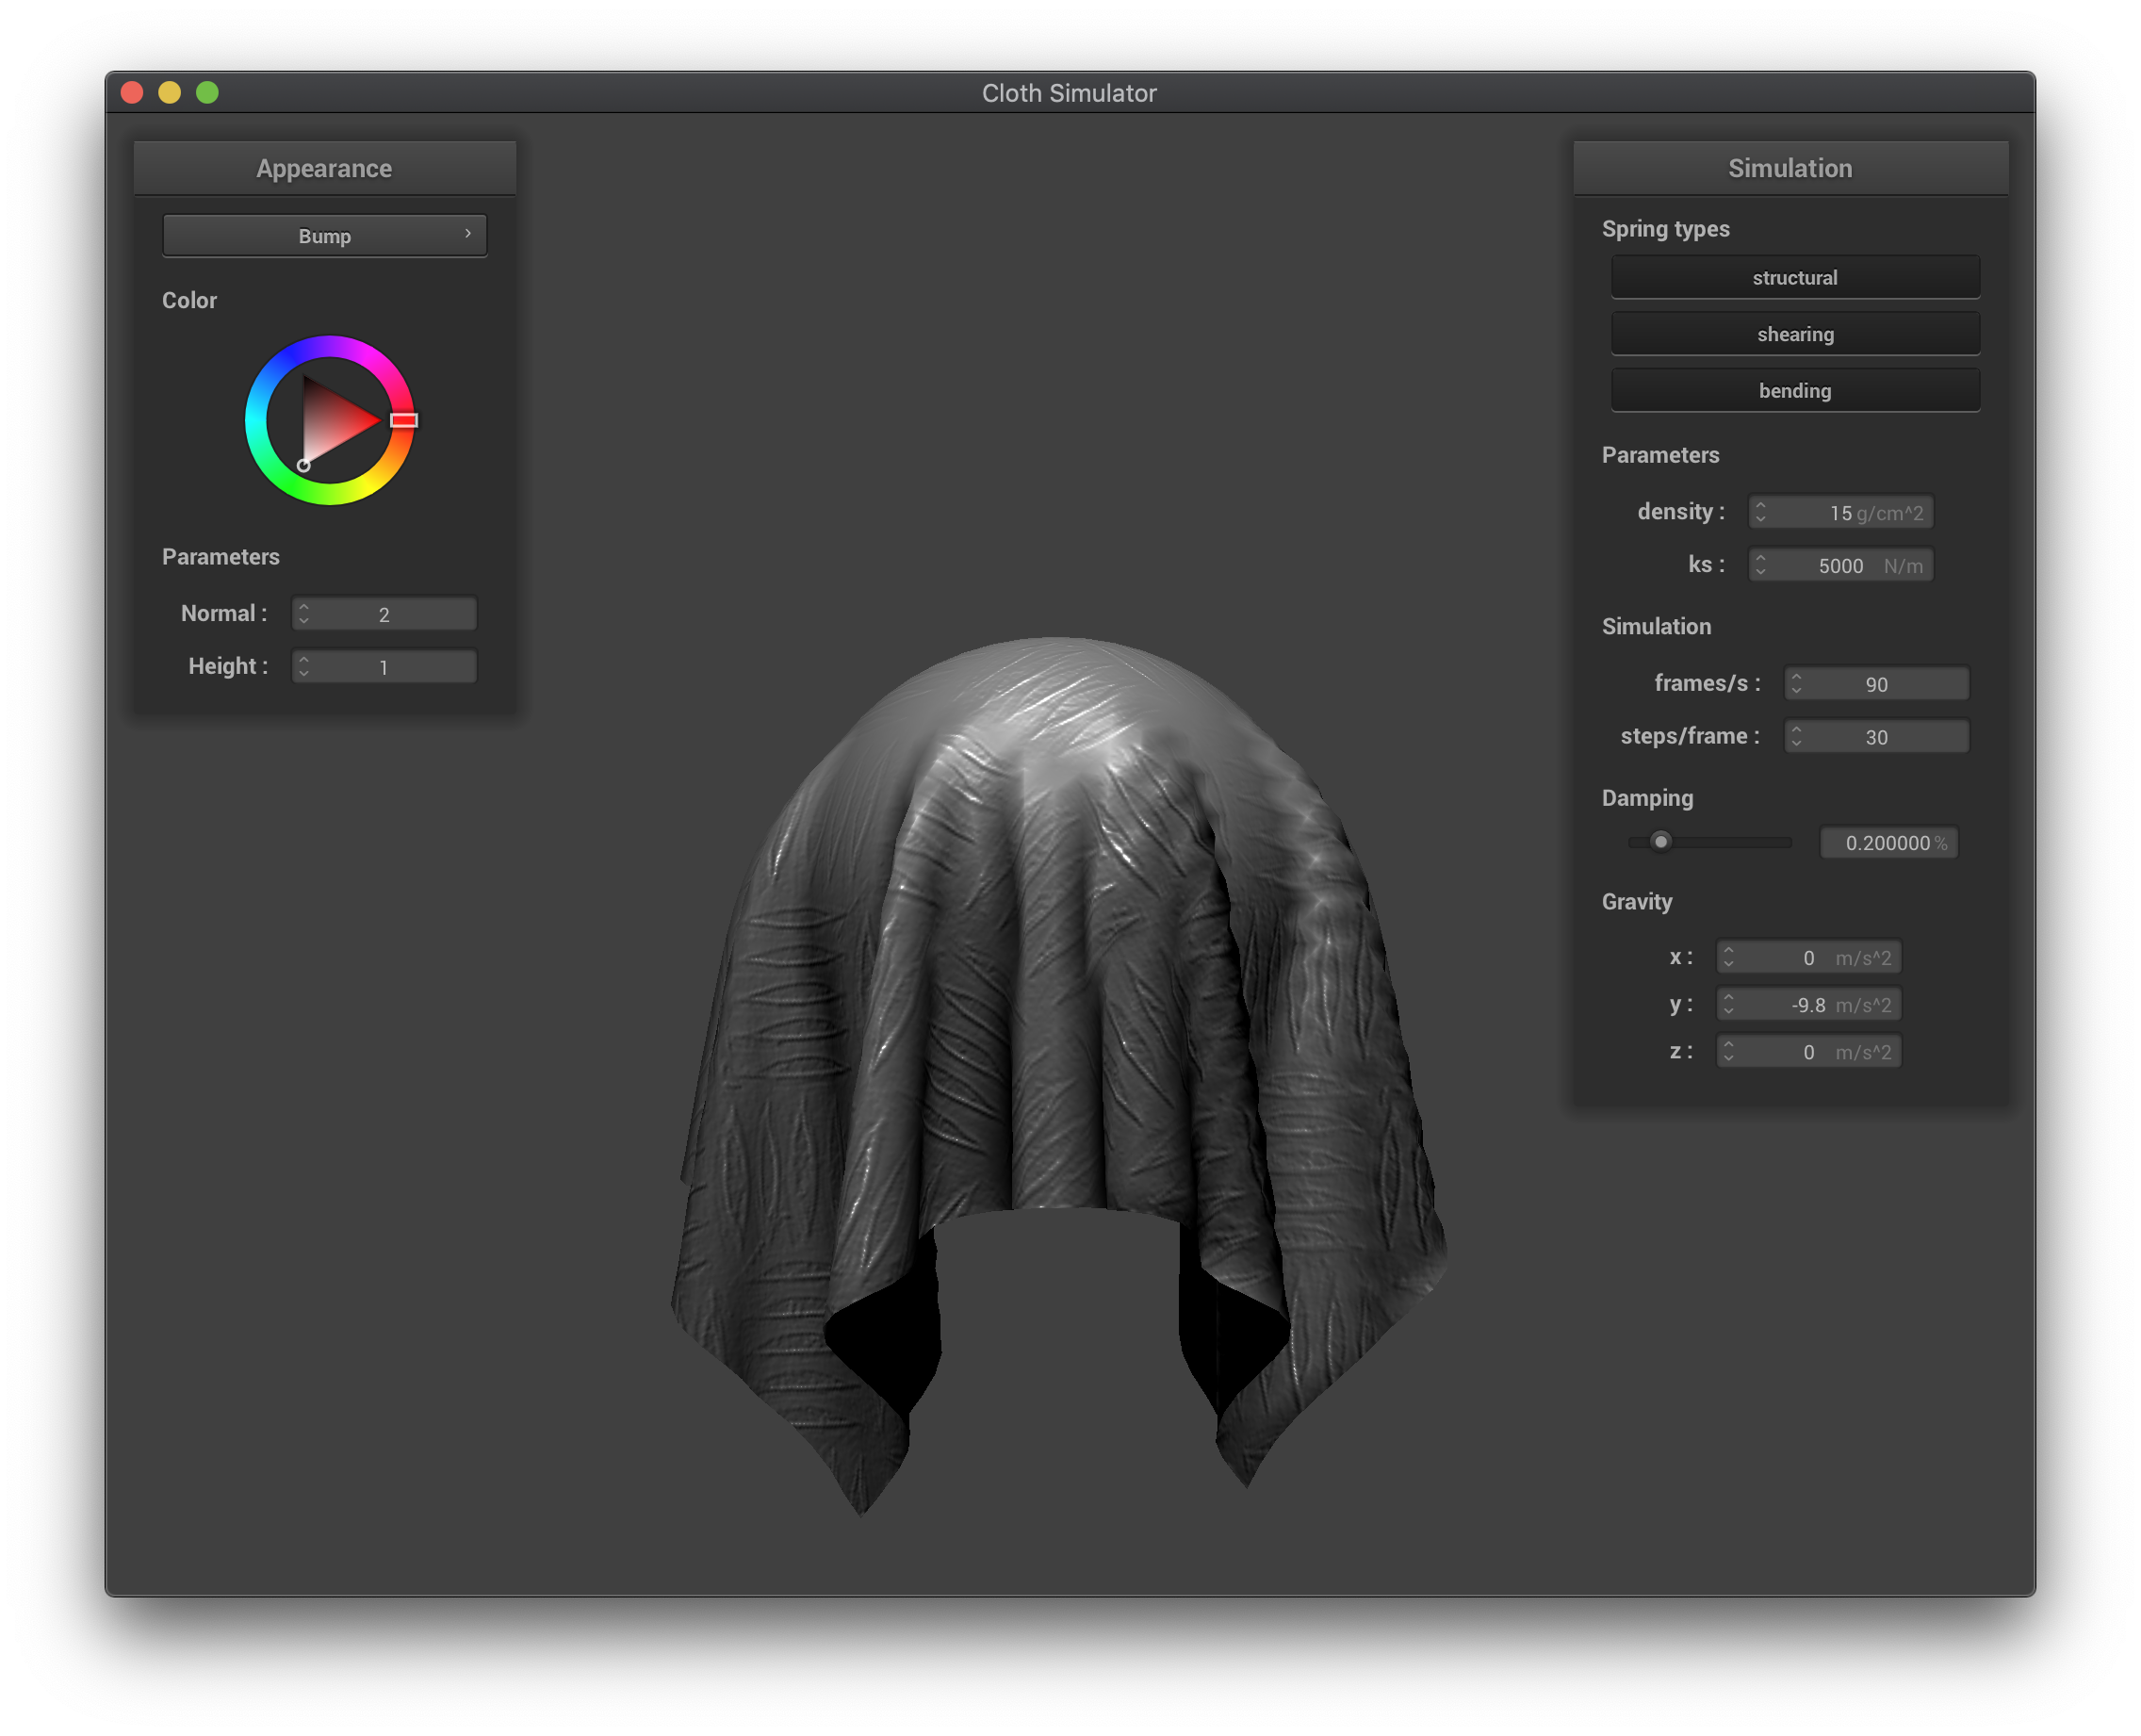 Cloth Simulator
Appearance
Bump
Color
Parameters
Normal : 2
Height : 1
Simulation
Spring types
structural
shearing
bending
Parameters
density : 15 g/cm^2
ks : 5000 N/m
Simulation
frames/s : 90
steps/frame : 30
Damping
0.200000 %
Gravity
x : 0 m/s^2
y : -9.8 m/s^2
z : 0 m/s^2